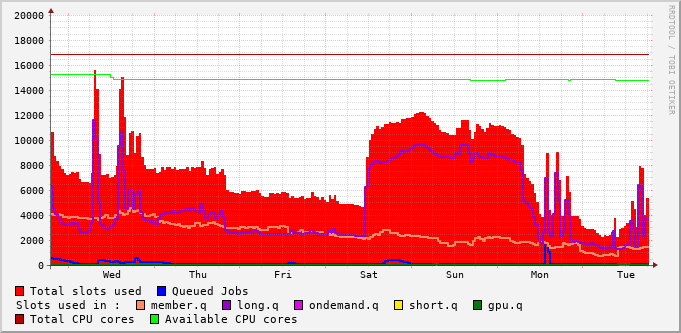 20000
18000
16000
14000
12000
10000
8000
6000
4000
2000
0
Wed Thu Fri Sat Sun Mon Tue
RRDTOOL / TOBI OETIKER
Total slots used Queued Jobs
Slots used in : member.q long.q ondemand.q short.q gpu.q
Total CPU cores Available CPU cores